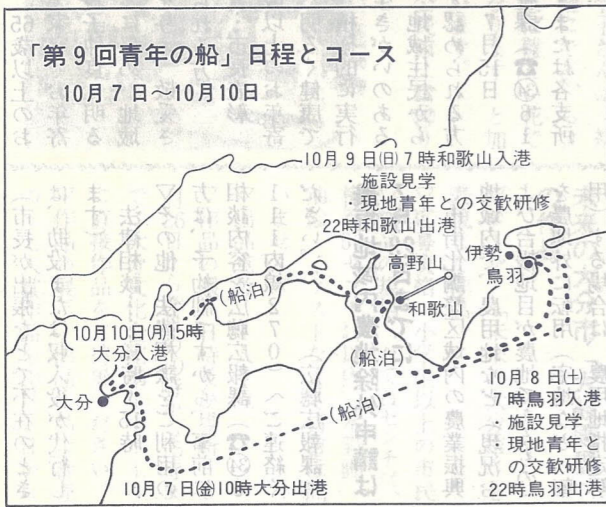 「第9回青年の船」日程とコース
10月7日～10月10日
10月9日(日)7時和歌山入港
・施設見学
・現地青年との交歓研修
22時和歌山出港
高野山
和歌山
伊勢
鳥羽
(船泊)
(船泊)
(船泊)
10月10日(月)15時
大分入港
大分
10月7日(金)10時大分出港
10月8日(土)
7時鳥羽入港
・施設見学
・現地青年と
の交歓研修
22時鳥羽出港